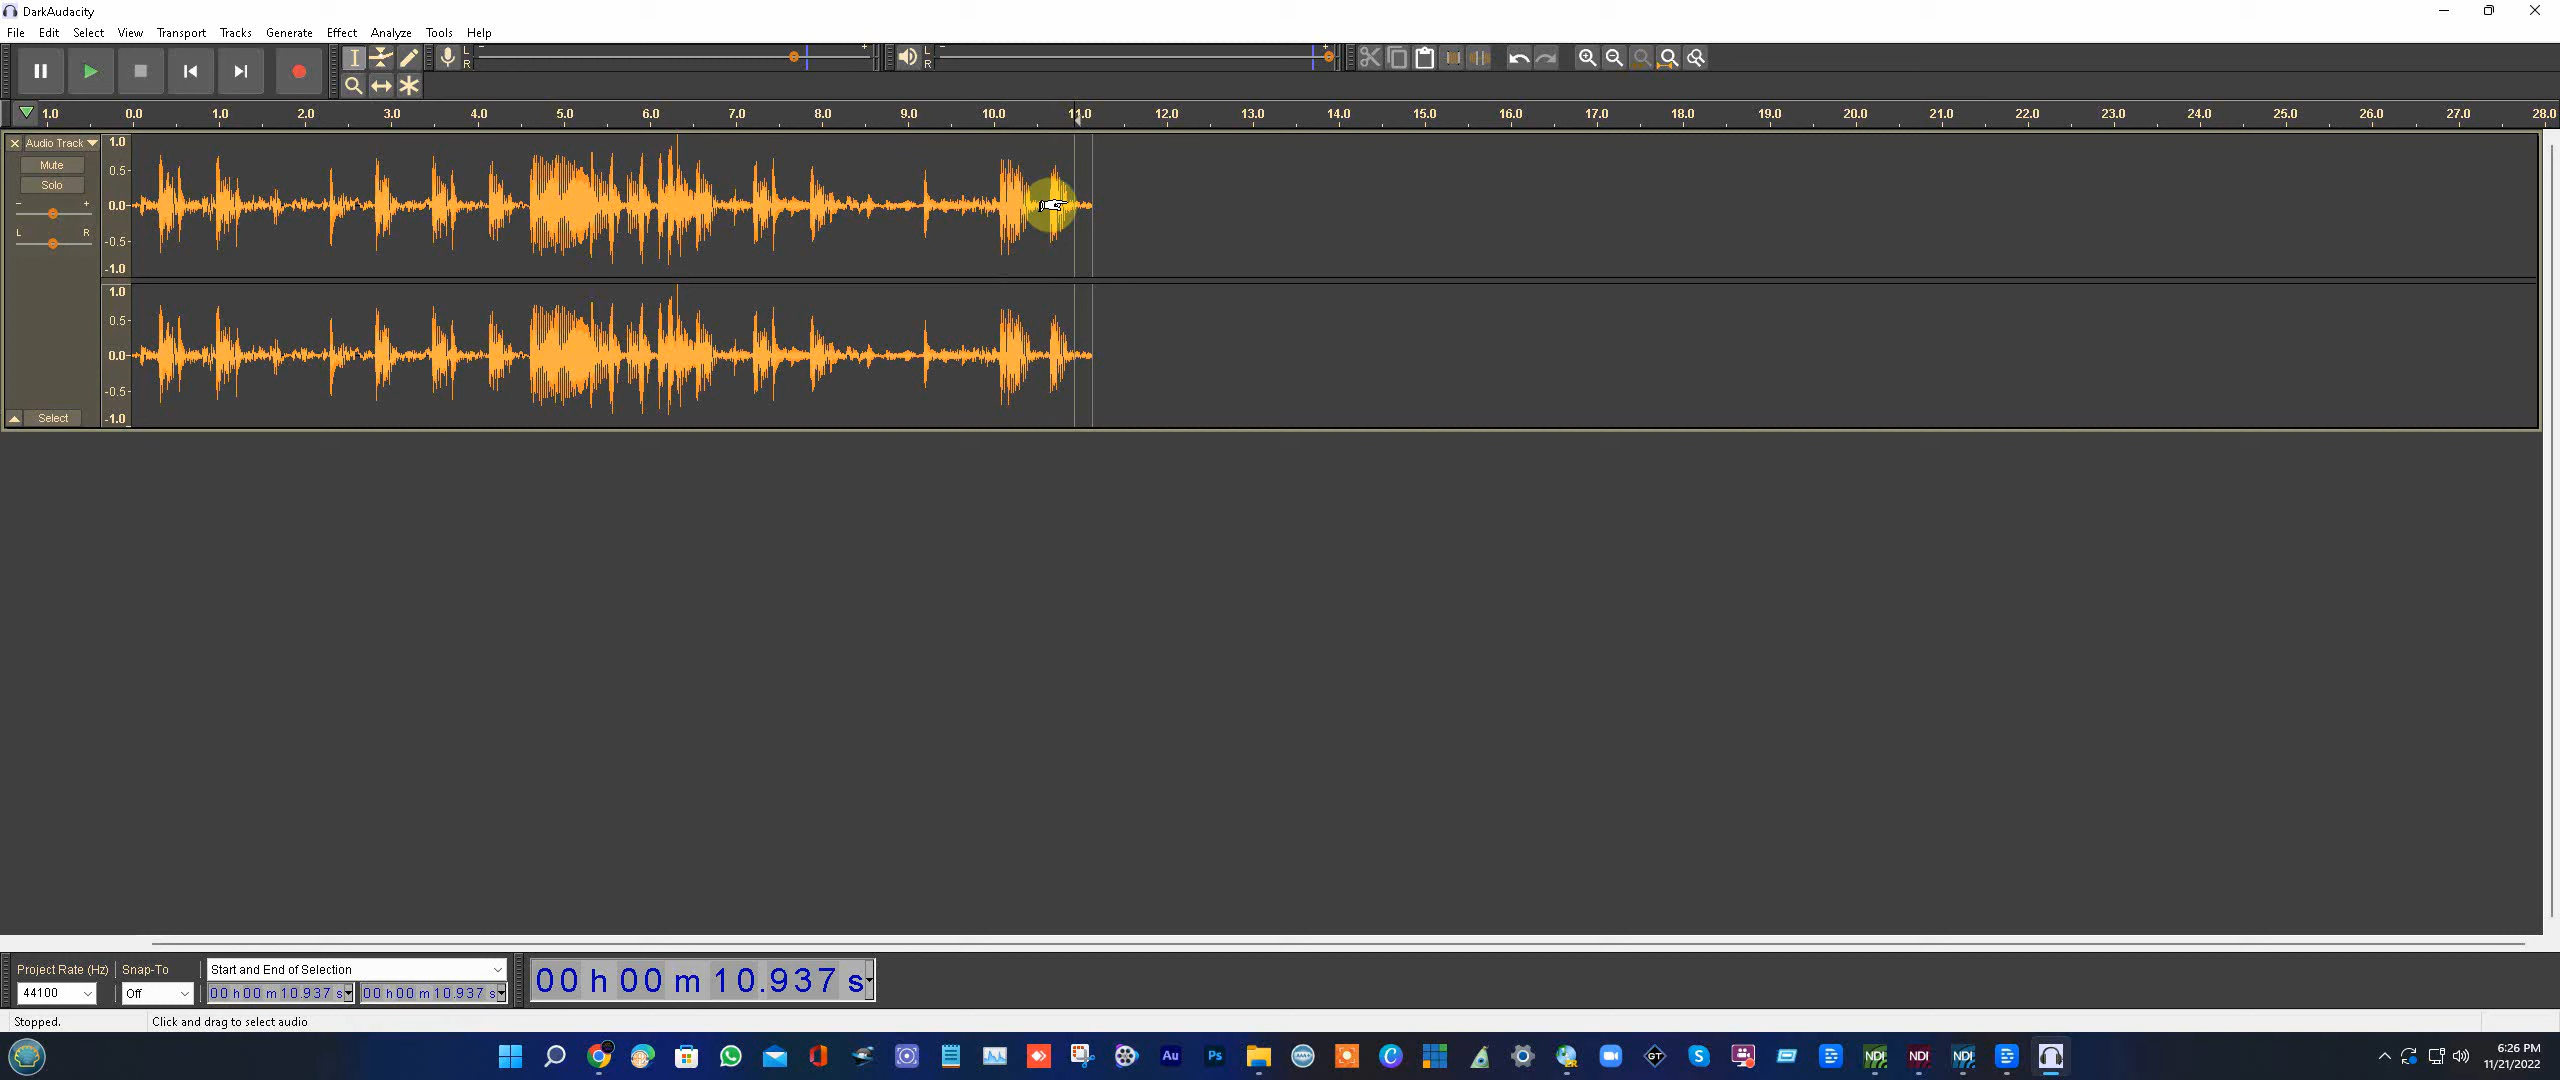 DarkAudacity
File Edit Select View Transport Tracks Generate Effect Analyze Tools Help
L
R
- +
L
R
- +
1.0 0.0 1.0 2.0 3.0 4.0 5.0 6.0 7.0 8.0 9.0 10.0 11.0 12.0 13.0 14.0 15.0 16.0 17.0 18.0 19.0 20.0 21.0 22.0 23.0 24.0 25.0 26.0 27.0 28.0
Audio Track
Mute
Solo
- +
L R
Select
1.0
0.5-
0.0-
-0.5-
-1.0
1.0
0.5-
0.0-
-0.5-
-1.0
Project Rate (Hz) Snap-To Start and End of Selection
44100 Off 00 h 00 m 10.937 s 00 h 00 m 10.937 s
00 h 00 m 10.937 s
Stopped. Click and drag to select audio
Au Ps GT NDI NDI NDI
6:26 PM
11/21/2022